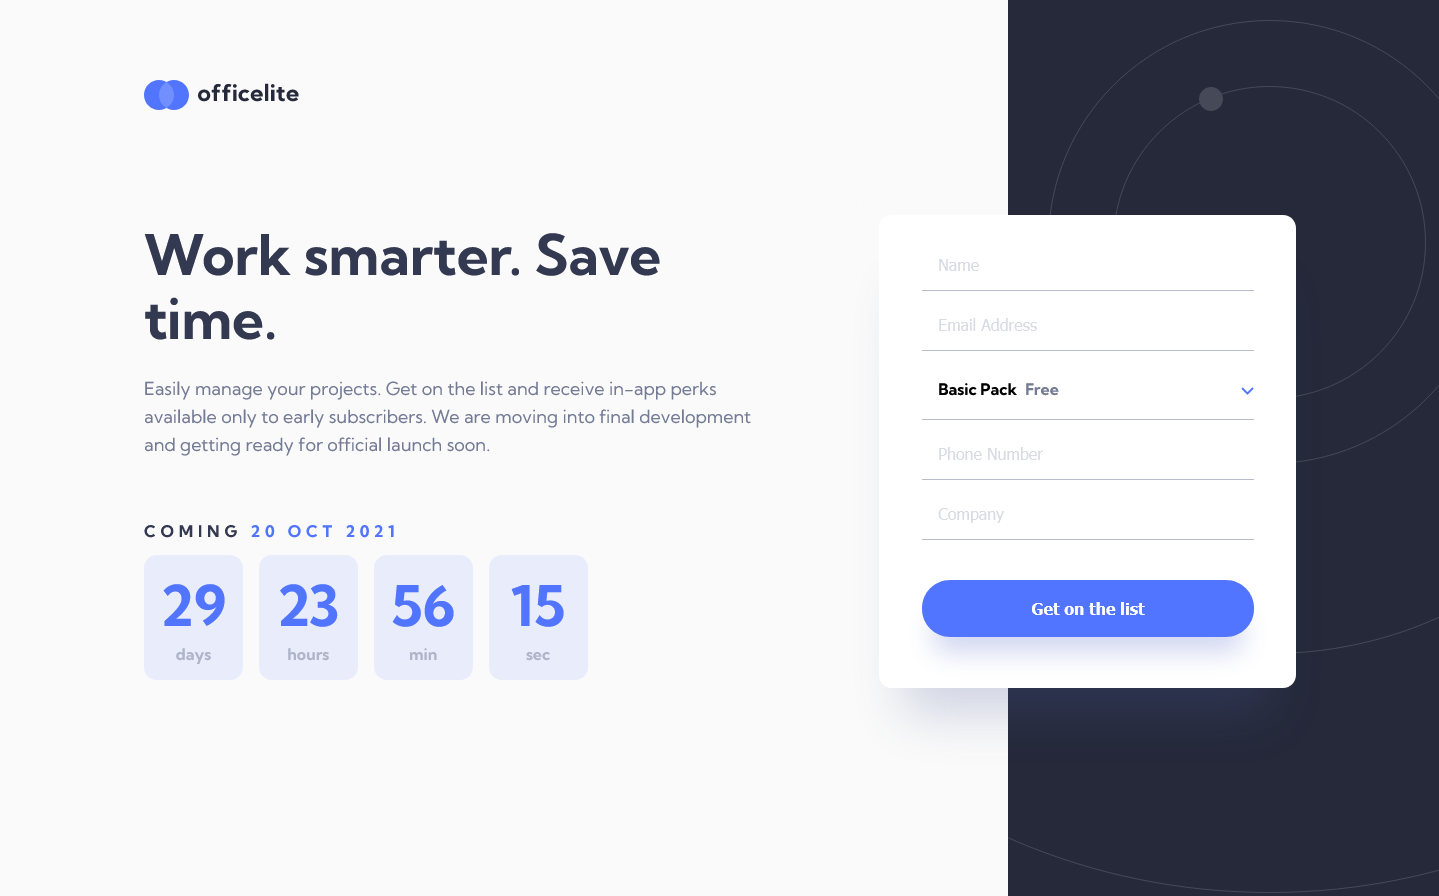 officelite
Work smarter. Save
time.
Easily manage your projects. Get on the list and receive in-app perks
available only to early subscribers. We are moving into final development
and getting ready for official launch soon.
COMING 20 OCT 2021
29 23 56 15
days hours min sec
Name
Email Address
Basic Pack Free
Phone Number
Company
Get on the list